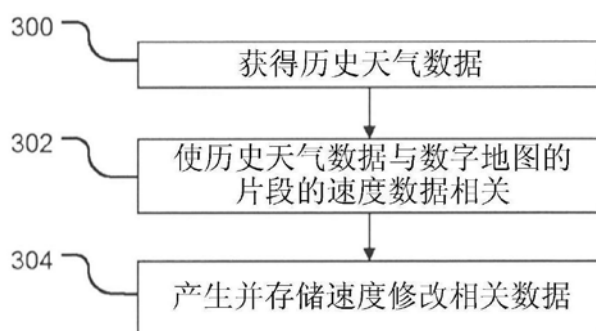 300
获得历史天气数据
302
使历史天气数据与数字地图的
片段的速度数据相关
304
产生并存储速度修改相关数据